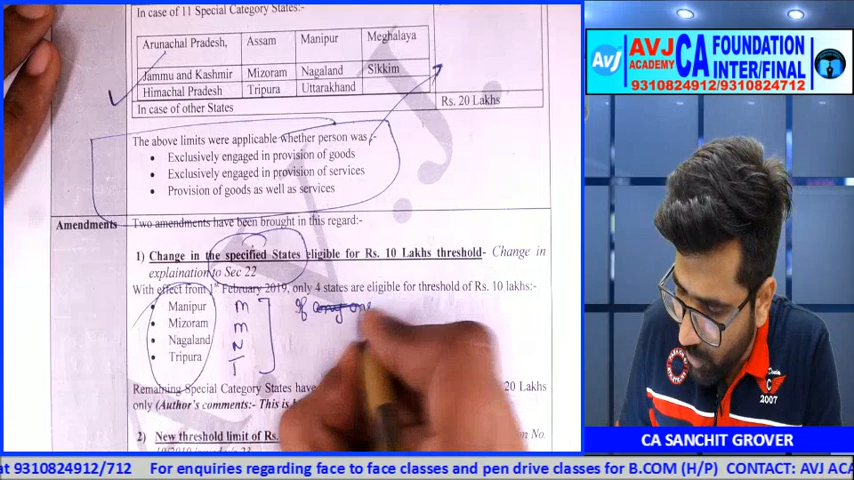 In case of 11 Special Category States:-
Arunachal Pradesh, Assam Manipur Meghalaya
Jammu and Kashmir Mizoram Nagaland Sikkim
Himachal Pradesh Tripura Uttarakhand
In case of other States Rs. 20 Lakhs
The above limits were applicable whether person was:-
• Exclusively engaged in provision of goods
• Exclusively engaged in provision of services
• Provision of goods as well as services
Amendments Two amendments have been brought in this regard:-
1) Change in the specified States eligible for Rs. 10 Lakhs threshold- Change in
explaination to Sec 22
With effect from 1st February 2019, only 4 states are eligible for threshold of Rs. 10 lakhs:-
• Manipur M
• Mizoram M
• Nagaland N
• Tripura T
If any one
Remaining Special Category States have 20 Lakhs
only (Author's comments:- This is
2) New threshold limit of Rs. on No.
AVJ
AVJ
ACADEMY
CA FOUNDATION
INTER/FINAL
9310824912/9310824712
2007
CA SANCHIT GROVER
at 9310824912/712 For enquiries regarding face to face classes and pen drive classes for B.COM (H/P) CONTACT: AVJ ACA